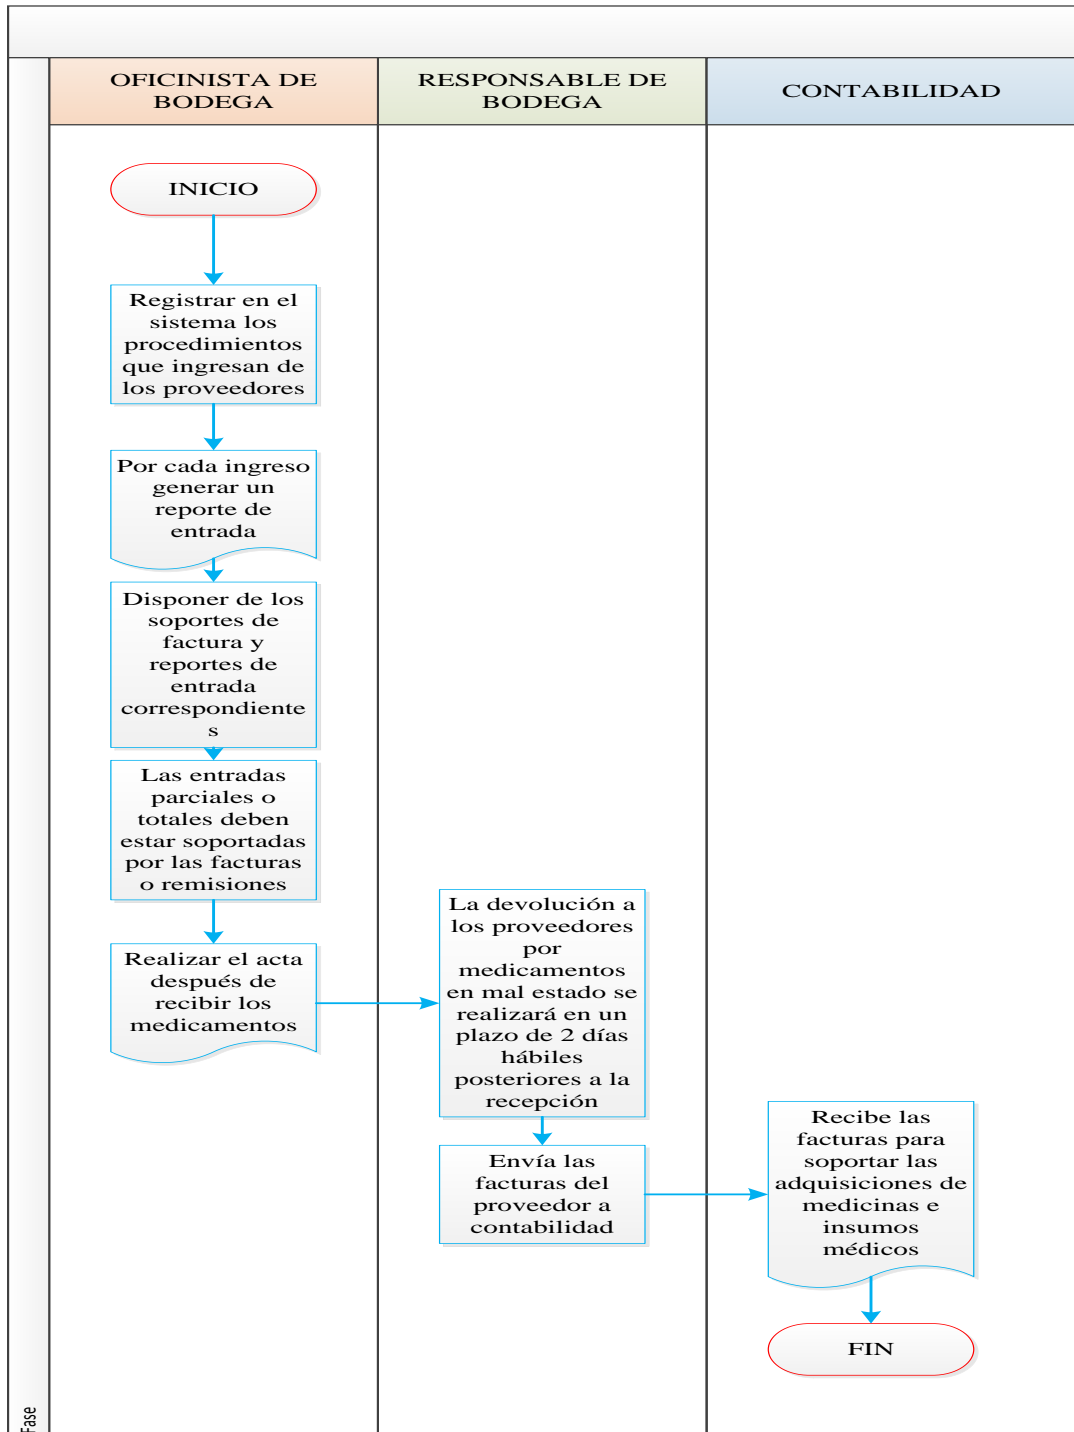 OFICINISTA DE
BODEGA
RESPONSABLE DE
BODEGA
CONTABILIDAD
INICIO
Registrar en el
sistema los
procedimientos
que ingresan de
los proveedores
Por cada ingreso
generar un
reporte de
entrada
Disponer de los
soportes de
factura y
reportes de
entrada
correspondiente
s
Las entradas
parciales o
totales deben
estar soportadas
por las facturas
o remisiones
Realizar el acta
después de
recibir los
medicamentos
La devolución a
los proveedores
por
medicamentos
en mal estado se
realizará en un
plazo de 2 días
hábiles
posteriores a la
recepción
Envía las
facturas del
proveedor a
contabilidad
Recibe las
facturas para
soportar las
adquisiciones de
medicinas e
insumos
médicos
FIN
Fase